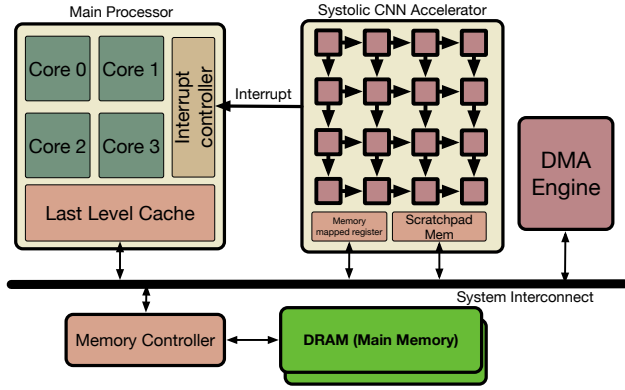 Main Processor
Systolic CNN Accelerator
Core 0
Core 1
Interrupt
controller
Interrupt
Core 2
Core 3
DMA
Engine
Last Level Cache
Memory
mapped register
Scratchpad
Mem
System Interconnect
Memory Controller
DRAM (Main Memory)